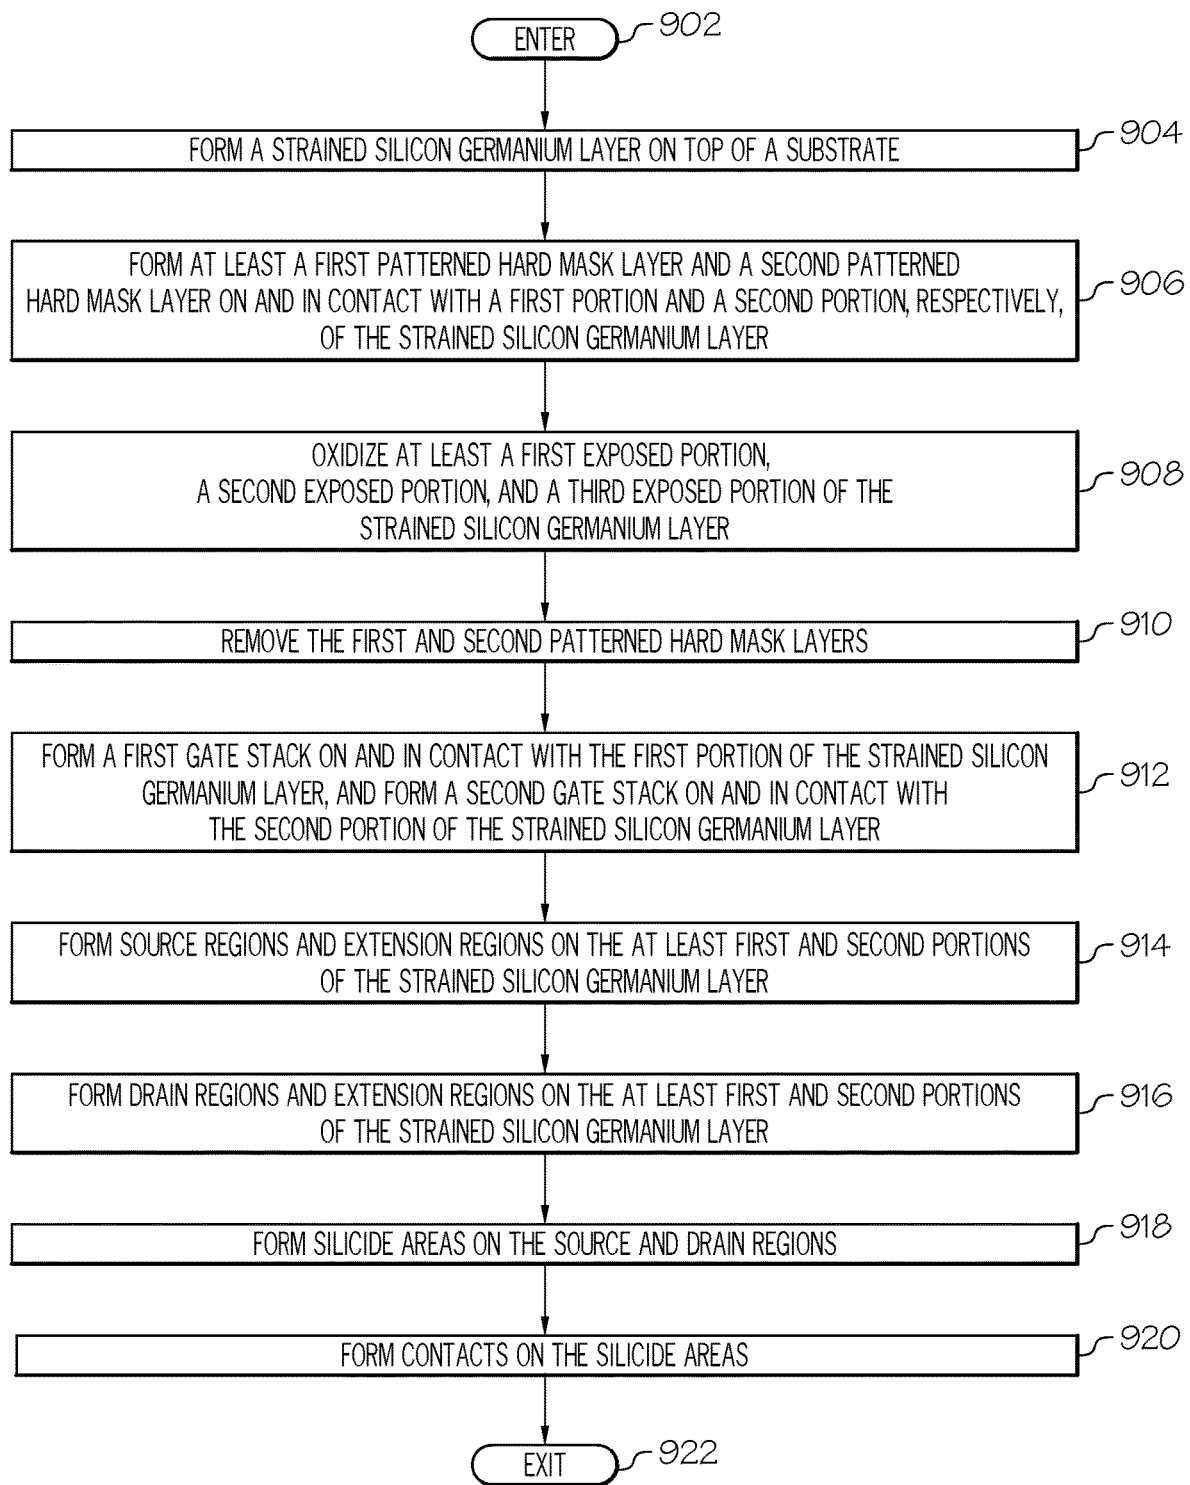 ENTER
902
FORM A STRAINED SILICON GERMANIUM LAYER ON TOP OF A SUBSTRATE
904
FORM AT LEAST A FIRST PATTERNED HARD MASK LAYER AND A SECOND PATTERNED
HARD MASK LAYER ON AND IN CONTACT WITH A FIRST PORTION AND A SECOND PORTION, RESPECTIVELY,
OF THE STRAINED SILICON GERMANIUM LAYER
906
OXIDIZE AT LEAST A FIRST EXPOSED PORTION,
A SECOND EXPOSED PORTION, AND A THIRD EXPOSED PORTION OF THE
STRAINED SILICON GERMANIUM LAYER
908
REMOVE THE FIRST AND SECOND PATTERNED HARD MASK LAYERS
910
FORM A FIRST GATE STACK ON AND IN CONTACT WITH THE FIRST PORTION OF THE STRAINED SILICON
GERMANIUM LAYER, AND FORM A SECOND GATE STACK ON AND IN CONTACT WITH
THE SECOND PORTION OF THE STRAINED SILICON GERMANIUM LAYER
912
FORM SOURCE REGIONS AND EXTENSION REGIONS ON THE AT LEAST FIRST AND SECOND PORTIONS
OF THE STRAINED SILICON GERMANIUM LAYER
914
FORM DRAIN REGIONS AND EXTENSION REGIONS ON THE AT LEAST FIRST AND SECOND PORTIONS
OF THE STRAINED SILICON GERMANIUM LAYER
916
FORM SILICIDE AREAS ON THE SOURCE AND DRAIN REGIONS
918
FORM CONTACTS ON THE SILICIDE AREAS
920
EXIT
922